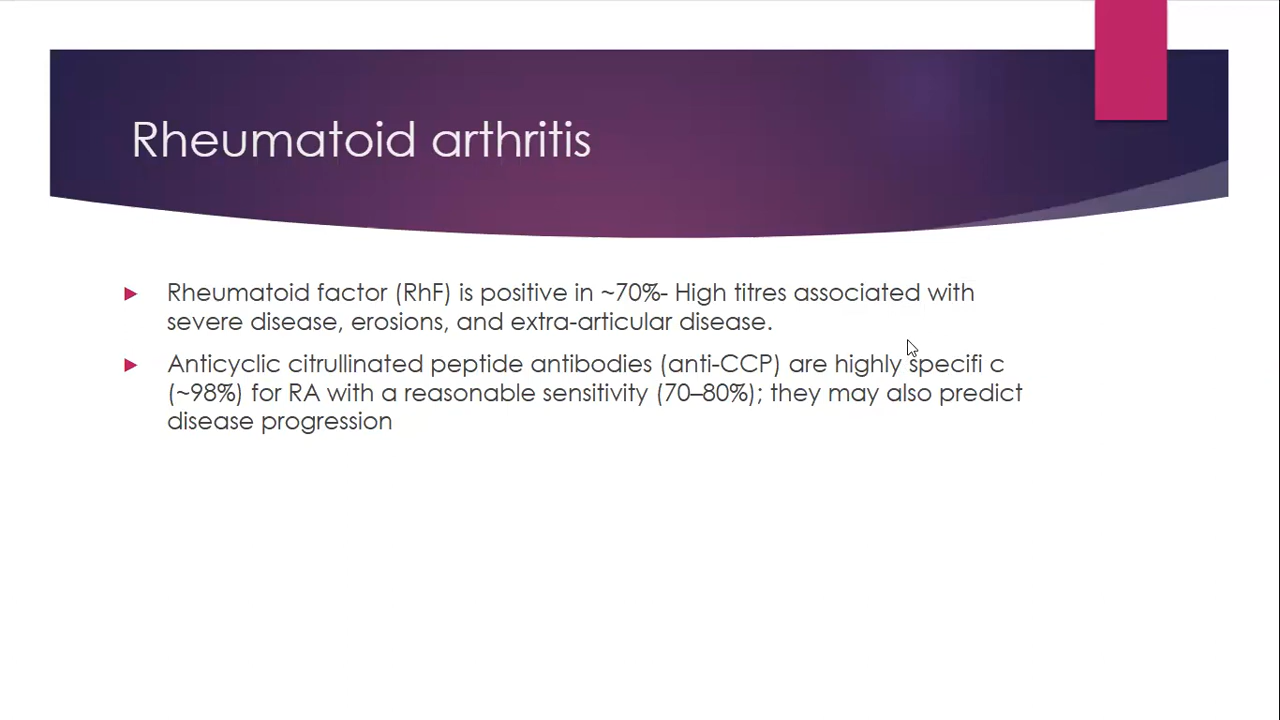 Rheumatoid arthritis
Rheumatoid factor (RhF) is positive in ~70%- High titres associated with
severe disease, erosions, and extra-articular disease.
Anticyclic citrullinated peptide antibodies (anti-CCP) are highly specifi c
(~98%) for RA with a reasonable sensitivity (70–80%); they may also predict
disease progression